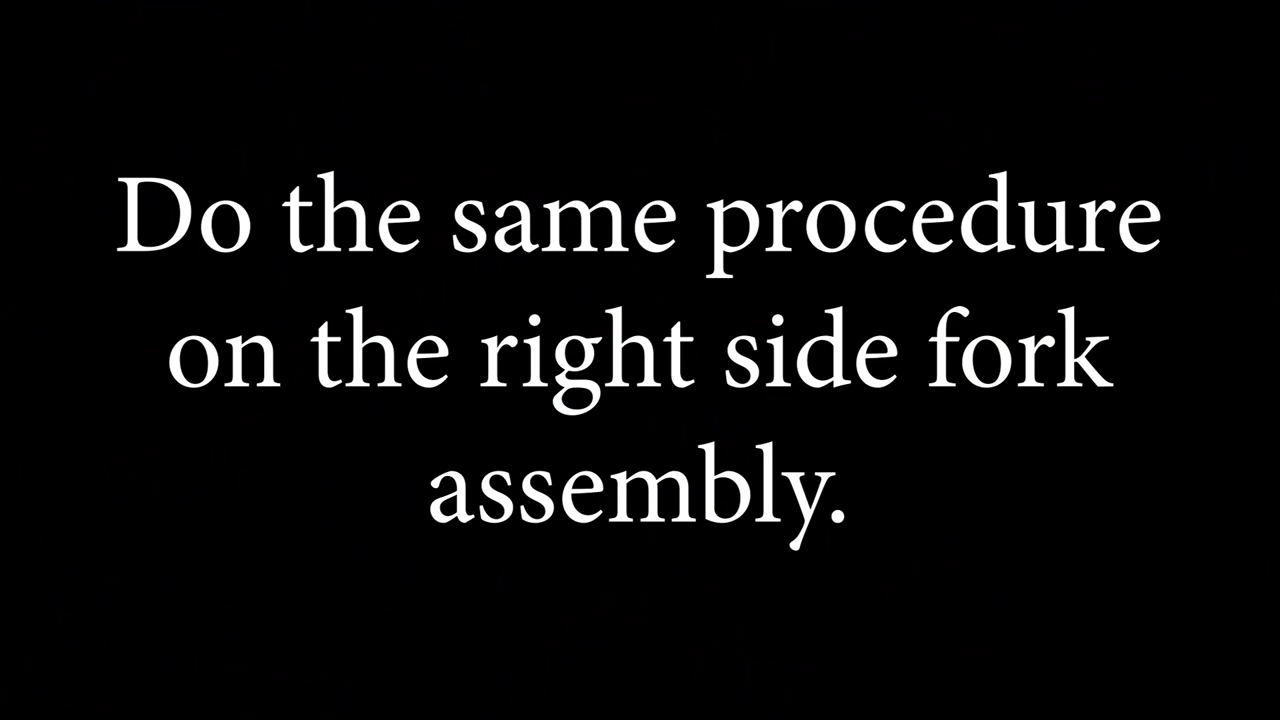 Do the same procedure
on the right side fork
assembly.